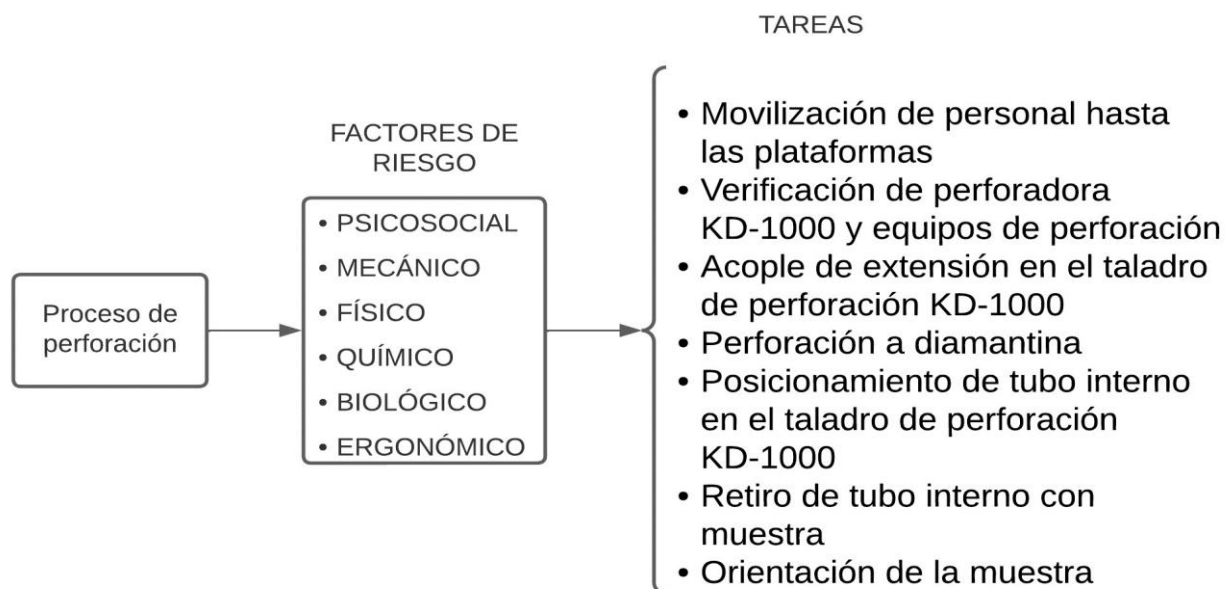 Proceso de
perforación
FACTORES DE
RIESGO
• PSICOSOCIAL
• MECÁNICO
• FÍSICO
• QUÍMICO
• BIOLÓGICO
• ERGONÓMICO
TAREAS
• Movilización de personal hasta
las plataformas
• Verificación de perforadora
KD-1000 y equipos de perforación
• Acople de extensión en el taladro
de perforación KD-1000
• Perforación a diamantina
• Posicionamiento de tubo interno
en el taladro de perforación
KD-1000
• Retiro de tubo interno con
muestra
• Orientación de la muestra